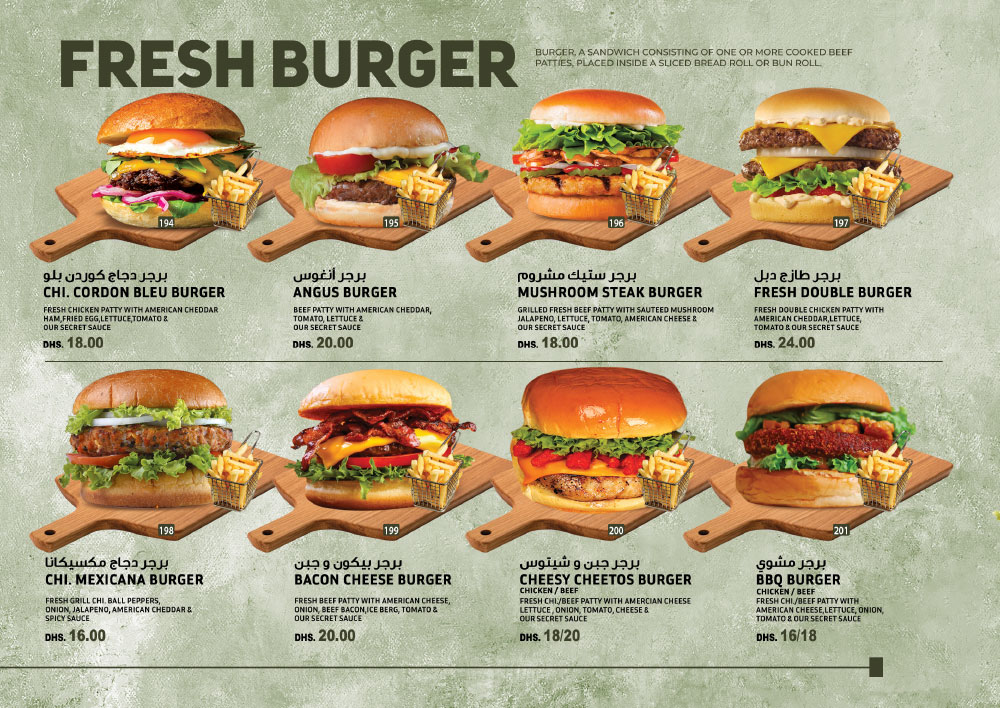 FRESH BURGER
BURGER, A SANDWICH CONSISTING OF ONE OR MORE COOKED BEEF
PATTIES, PLACED INSIDE A SLICED BREAD ROLL OR BUN ROLL.
194
195
196
197
برجر دجاج كوردن بلو
CHI. CORDON BLEU BURGER
FRESH CHICKEN PATTY WITH AMERICAN CHEDDAR
HAM,FRIED EGG,LETTUCE,TOMATO &
OUR SECRET SAUCE
DHS. 18.00
برجر أنغوس
ANGUS BURGER
BEEF PATTY WITH AMERICAN CHEDDAR,
TOMATO, LETTUCE &
OUR SECRET SAUCE
DHS. 20.00
برجر ستيك مشروم
MUSHROOM STEAK BURGER
GRILLED FRESH BEEF PATTY WITH SAUTEED MUSHROOM
JALAPENO, LETTUCE, TOMATO, AMERICAN CHEESE &
OUR SECRET SAUCE
DHS. 18.00
برجر طازج دبل
FRESH DOUBLE BURGER
FRESH DOUBLE CHICKEN PATTY WITH
AMERICAN CHEDDAR,LETTUCE,
TOMATO & OUR SECRET SAUCE
DHS. 24.00
198
199
200
201
برجر دجاج مكسيكانا
CHI. MEXICANA BURGER
FRESH GRILL CHI. BALL PEPPERS,
ONION, JALAPENO, AMERICAN CHEDDAR &
SPICY SAUCE
DHS. 16.00
برجر بيكون و جبن
BACON CHEESE BURGER
FRESH BEEF PATTY WITH AMERICAN CHEESE,
ONION, BEEF BACON,ICE BERG, TOMATO &
OUR SECRET SAUCE
DHS. 20.00
برجر جبن و شيتوس
CHEESY CHEETOS BURGER
CHICKEN / BEEF
FRESH CHI./BEEF PATTY WITH AMERCIAN CHEESE
LETTUCE , ONION, TOMATO, CHEESE &
OUR SECRET SAUCE
DHS. 18/20
برجر مشوي
BBQ BURGER
CHICKEN / BEEF
FRESH CHI./BEEF PATTY WITH
AMERICAN CHEESE,LETTUCE, ONION,
TOMATO & OUR SECRET SAUCE
DHS. 16/18